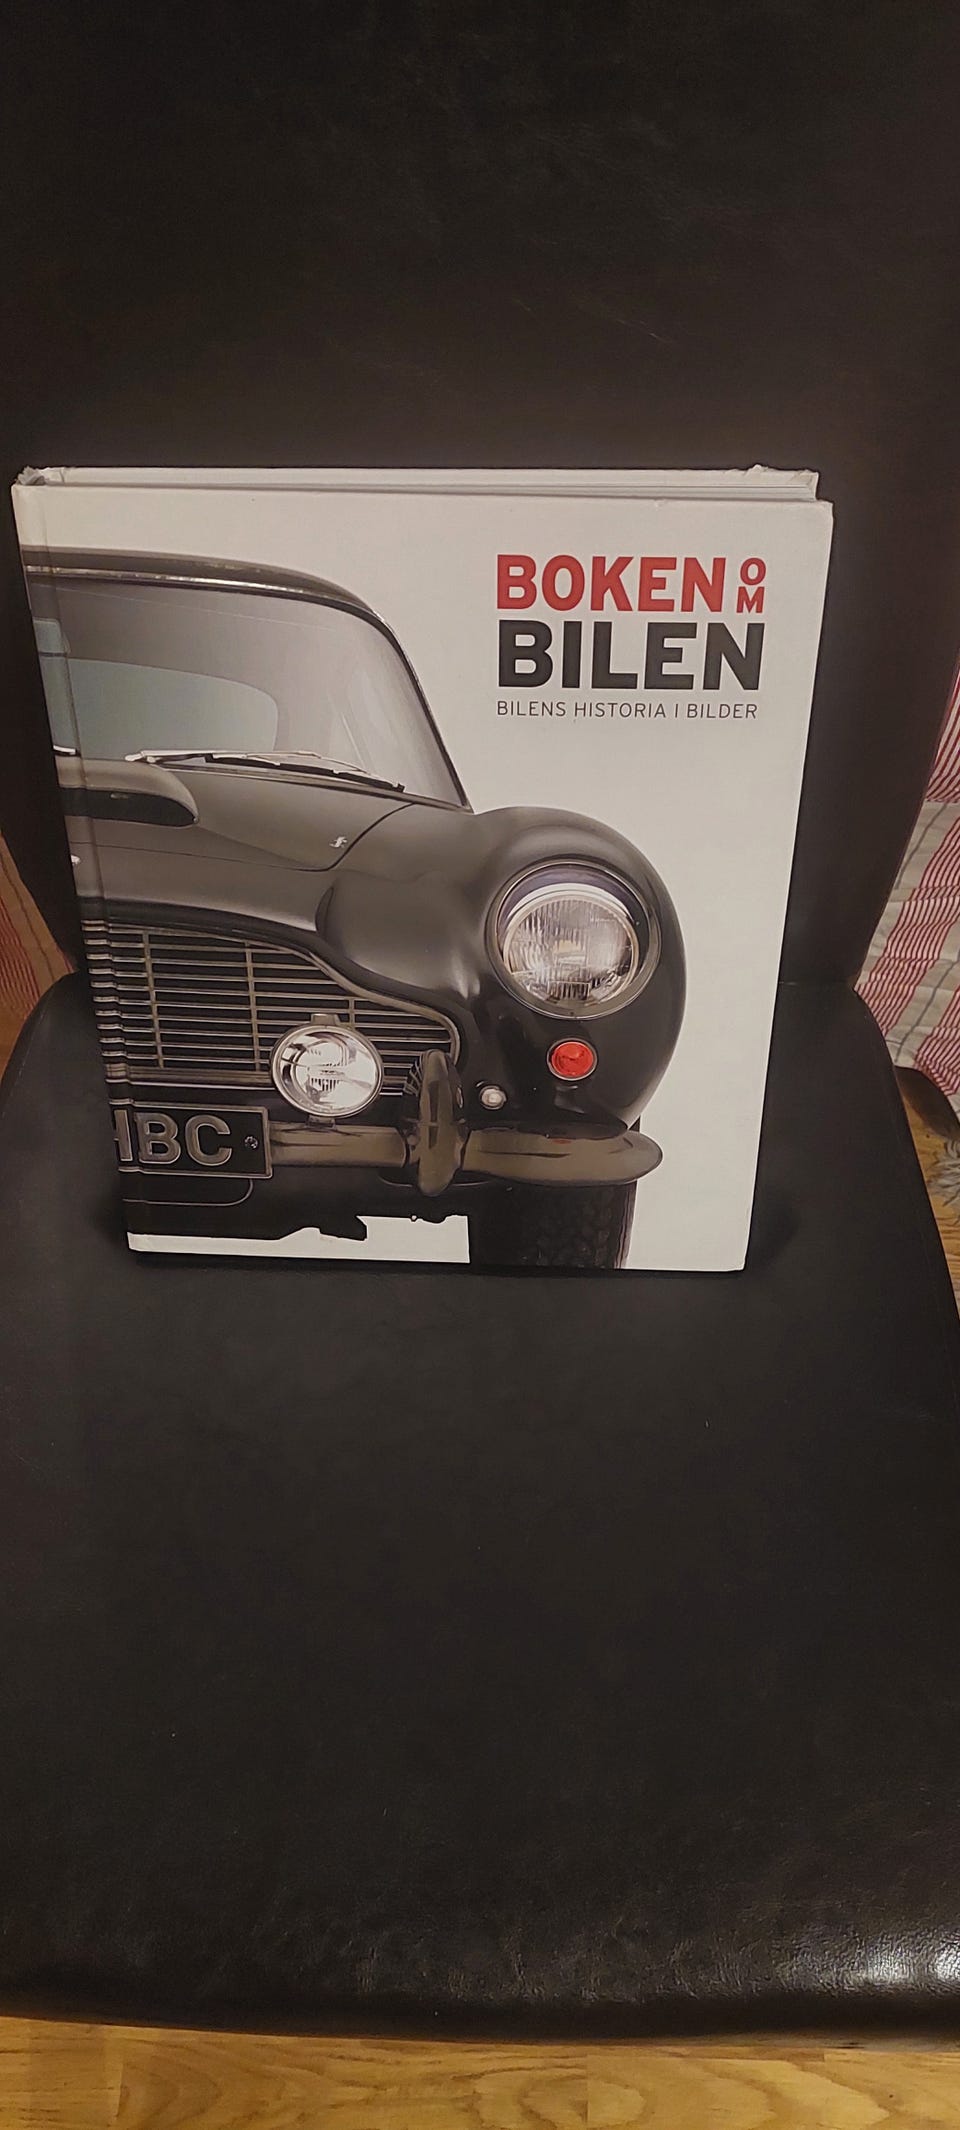 BOKEN OM
BILEN
BILENS HISTORIA I BILDER
HBC